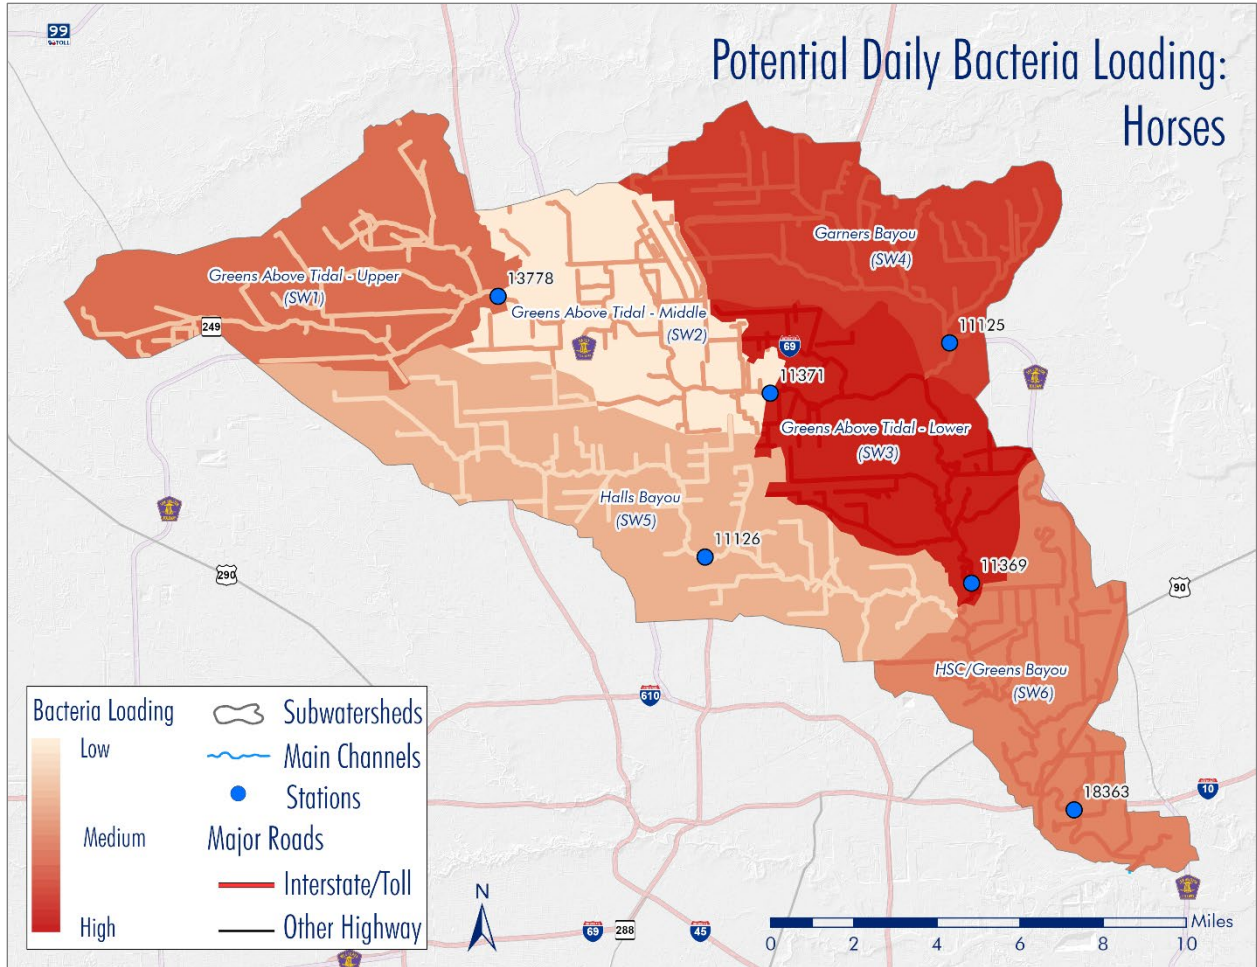 99
TOLL
Potential Daily Bacteria Loading:
Horses
Garners Bayou
(SW4)
Greens Above Tidal - Upper
(SW1)
13778
Greens Above Tidal - Middle
(SW2)
249
69
11125
11371
Greens Above Tidal - Lower
(SW3)
Halls Bayou
(SW5)
11126
11369
290
90
HSC/Greens Bayou
(SW6)
610
18363
10
Bacteria Loading
Low
Medium
High
Subwatersheds
Main Channels
Stations
Major Roads
Interstate/Toll
Other Highway
N
69
288
45
Miles
0 2 4 6 8 10